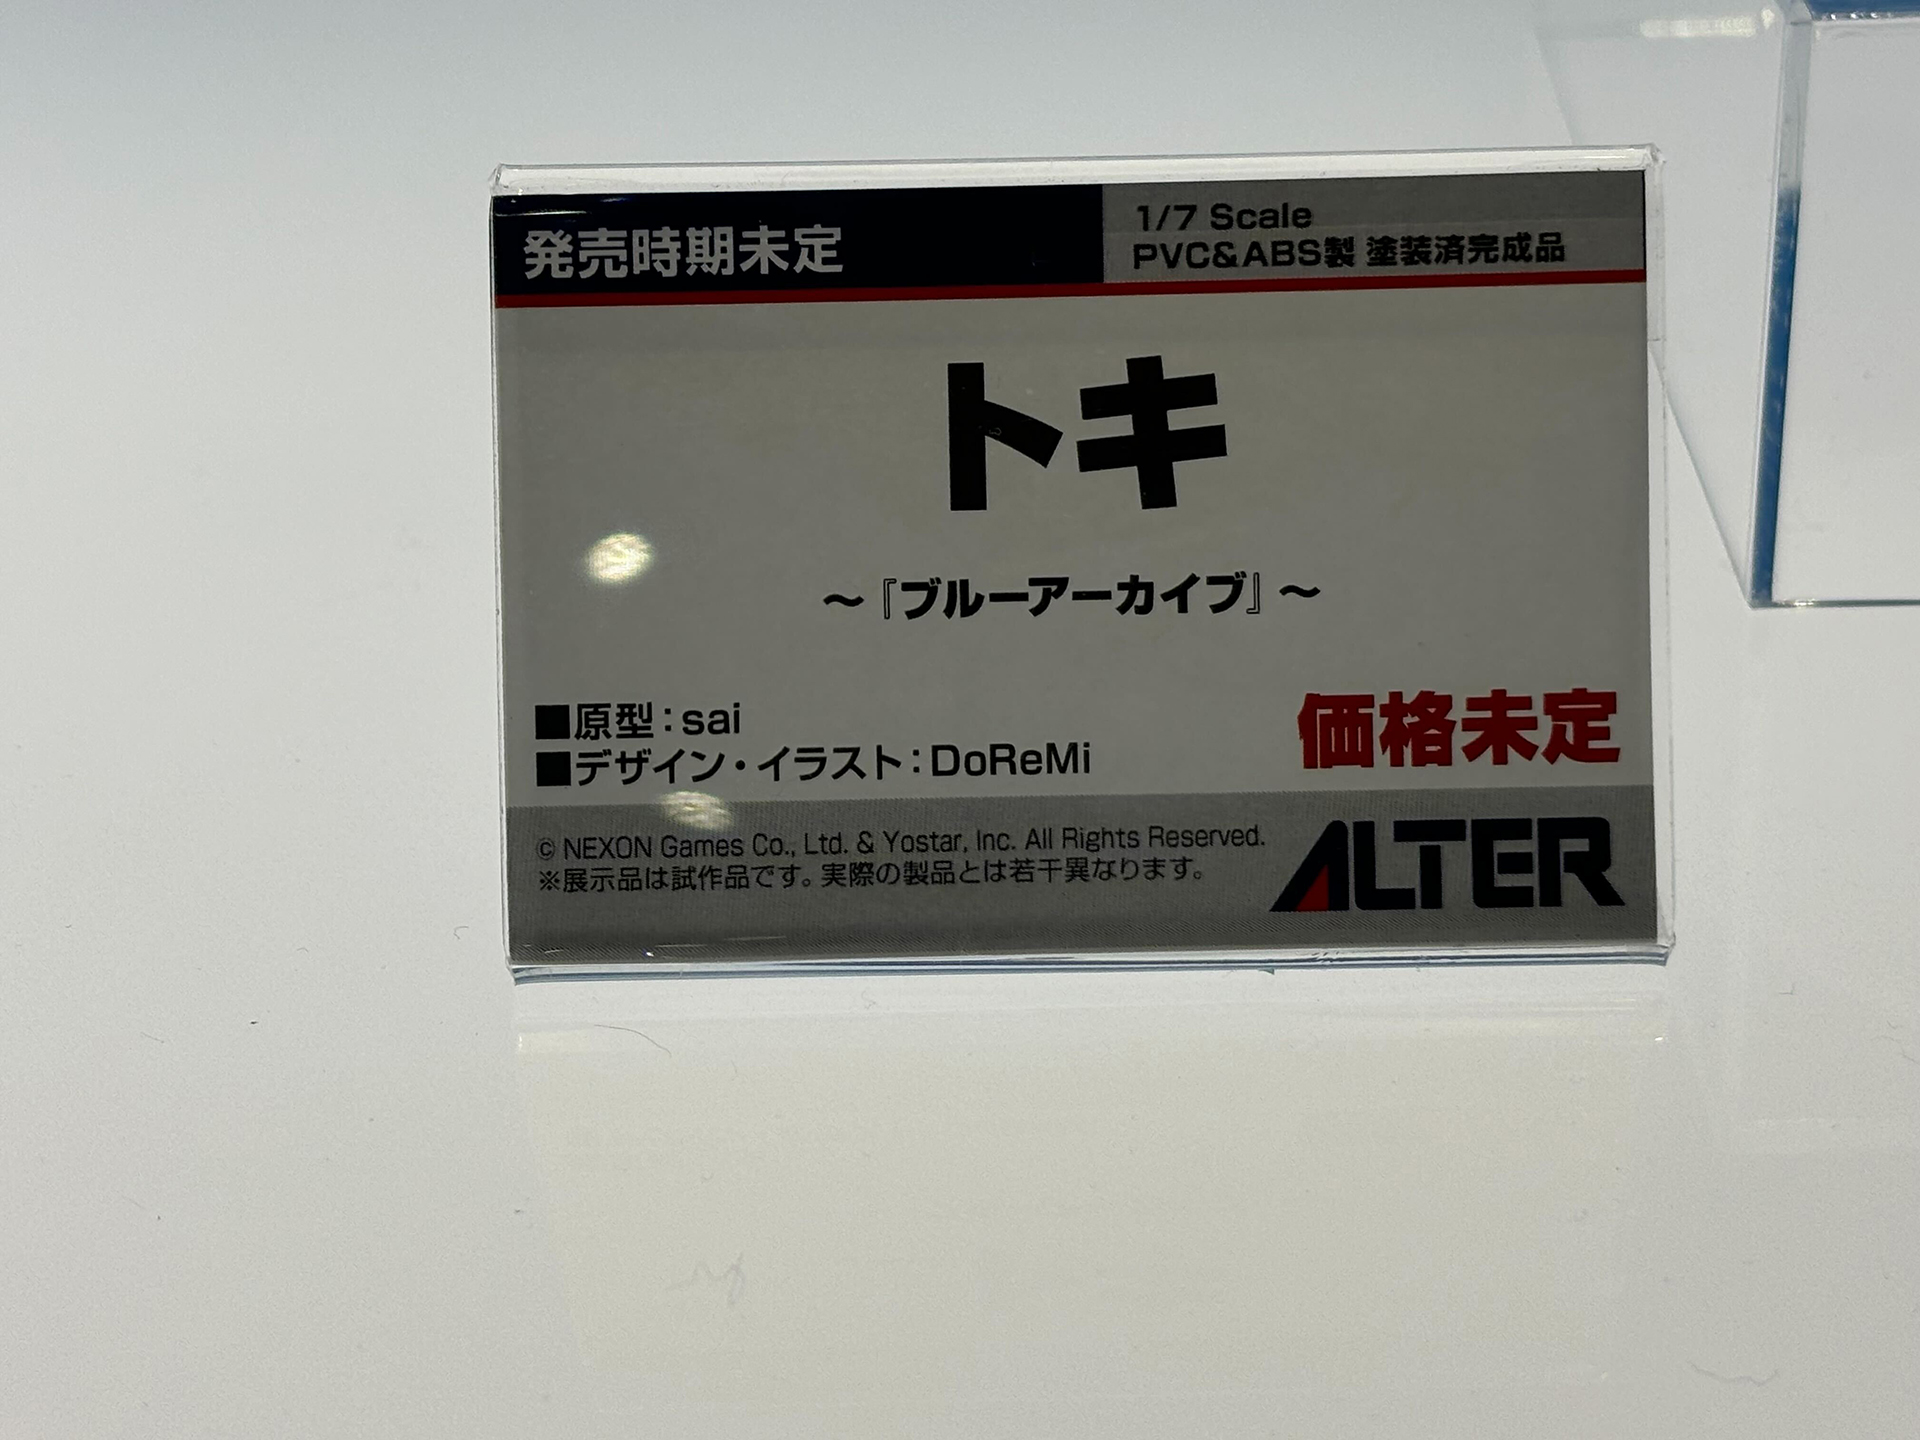 発売時期未定
1/7 Scale
PVC&ABS製 塗装済完成品
トキ
～『ブルーアーカイブ』～
■原型：sai
■デザイン・イラスト：DoReMi
価格未定
© NEXON Games Co., Ltd. & Yostar, Inc. All Rights Reserved.
※展示品は試作品です。実際の製品とは若干異なります。
ALTER